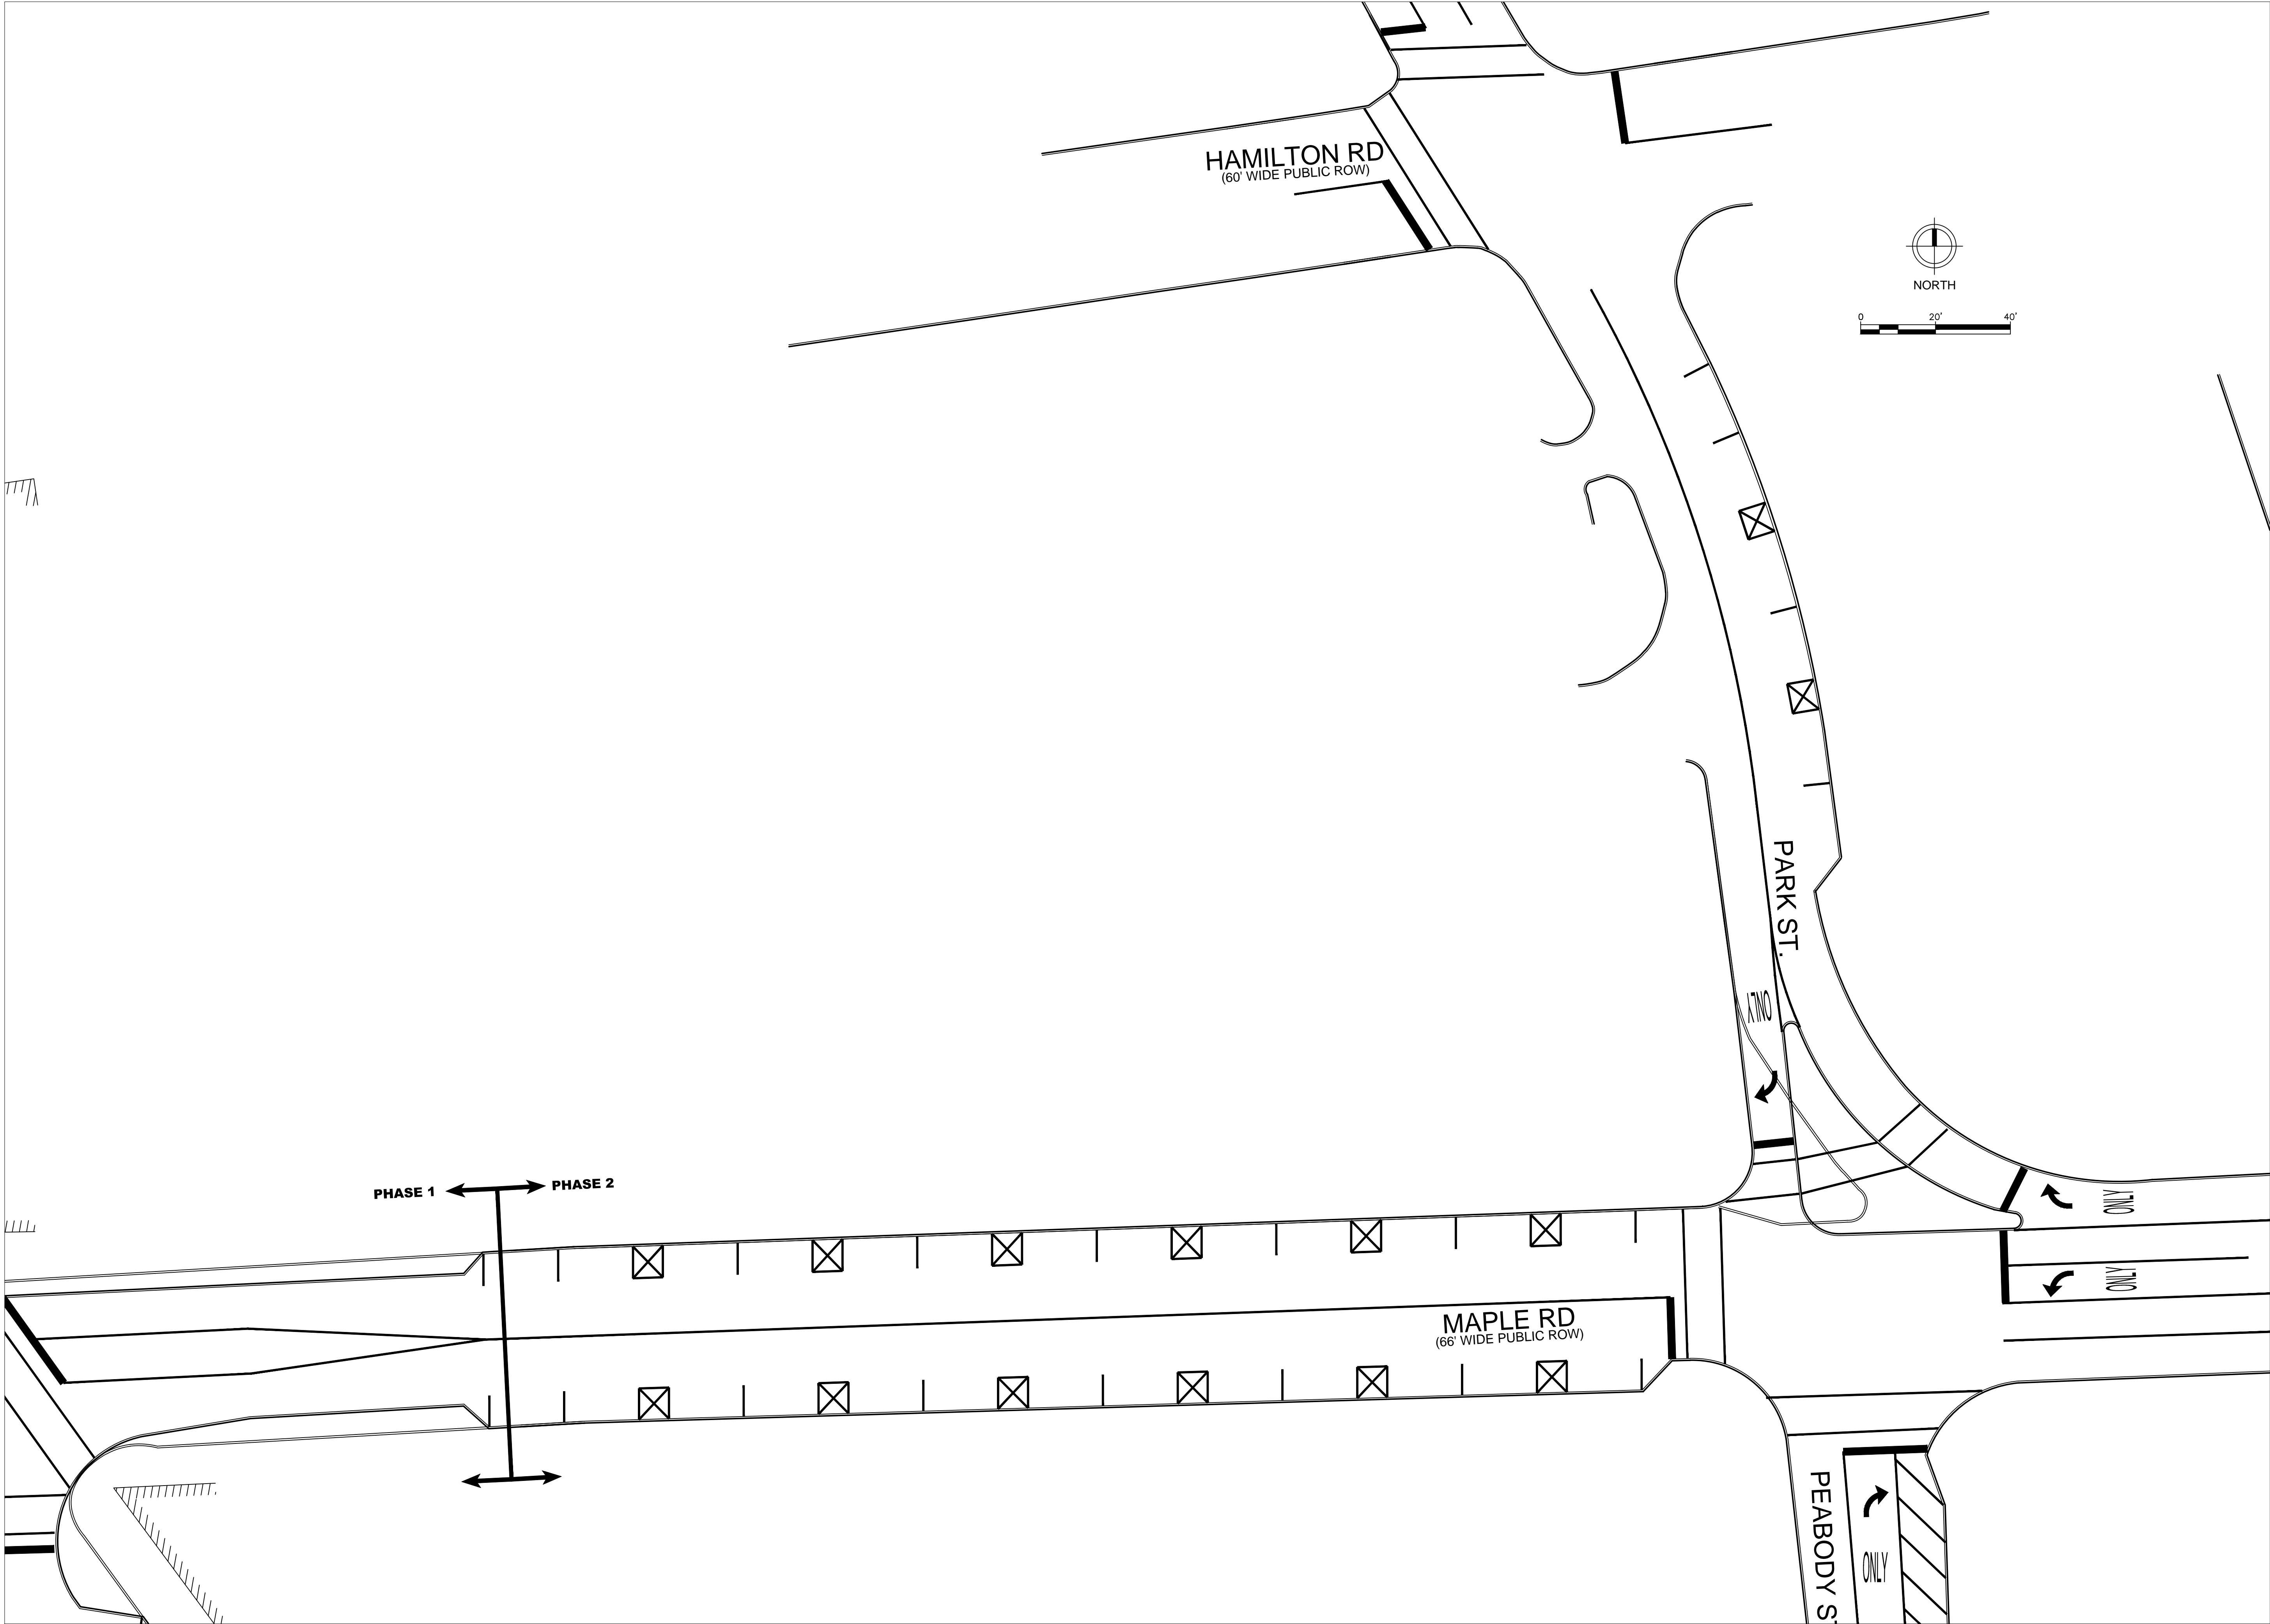 HAMILTON RD
(60' WIDE PUBLIC ROW)
NORTH
0 20' 40'
PARK ST.
ONLY
PHASE 1
PHASE 2
ONLY
ONLY
MAPLE RD
(66' WIDE PUBLIC ROW)
PEABODY ST
ONLY